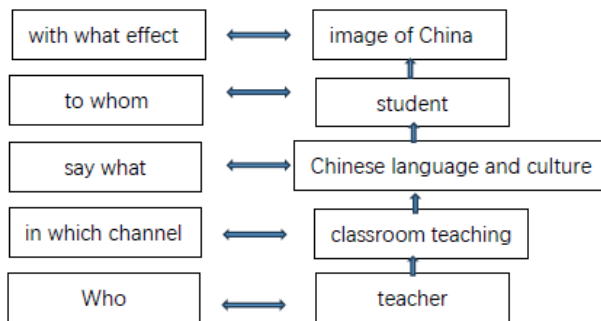 with what effect
image of China
to whom
student
say what
Chinese language and culture
in which channel
classroom teaching
Who
teacher